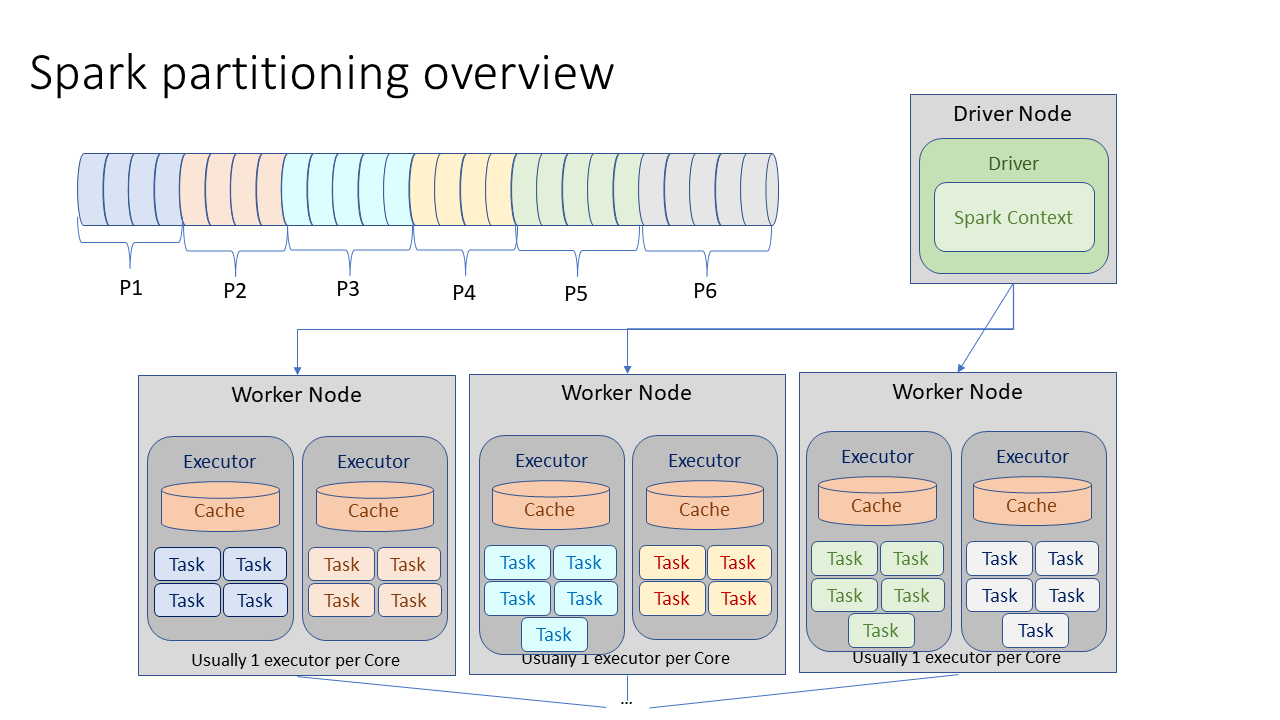 Spark partitioning overview
P1
P2
P3
P4
P5
P6
Driver Node
Driver
Spark Context
Worker Node
Executor
Cache
Task Task
Task Task
Executor
Cache
Task Task
Task Task
Usually 1 executor per Core
Worker Node
Executor
Cache
Task Task
Task Task
Task
Executor
Cache
Task Task
Task Task
Usually 1 executor per Core
Worker Node
Executor
Cache
Task Task
Task Task
Task
Executor
Cache
Task Task
Task Task
Task
Usually 1 executor per Core
...